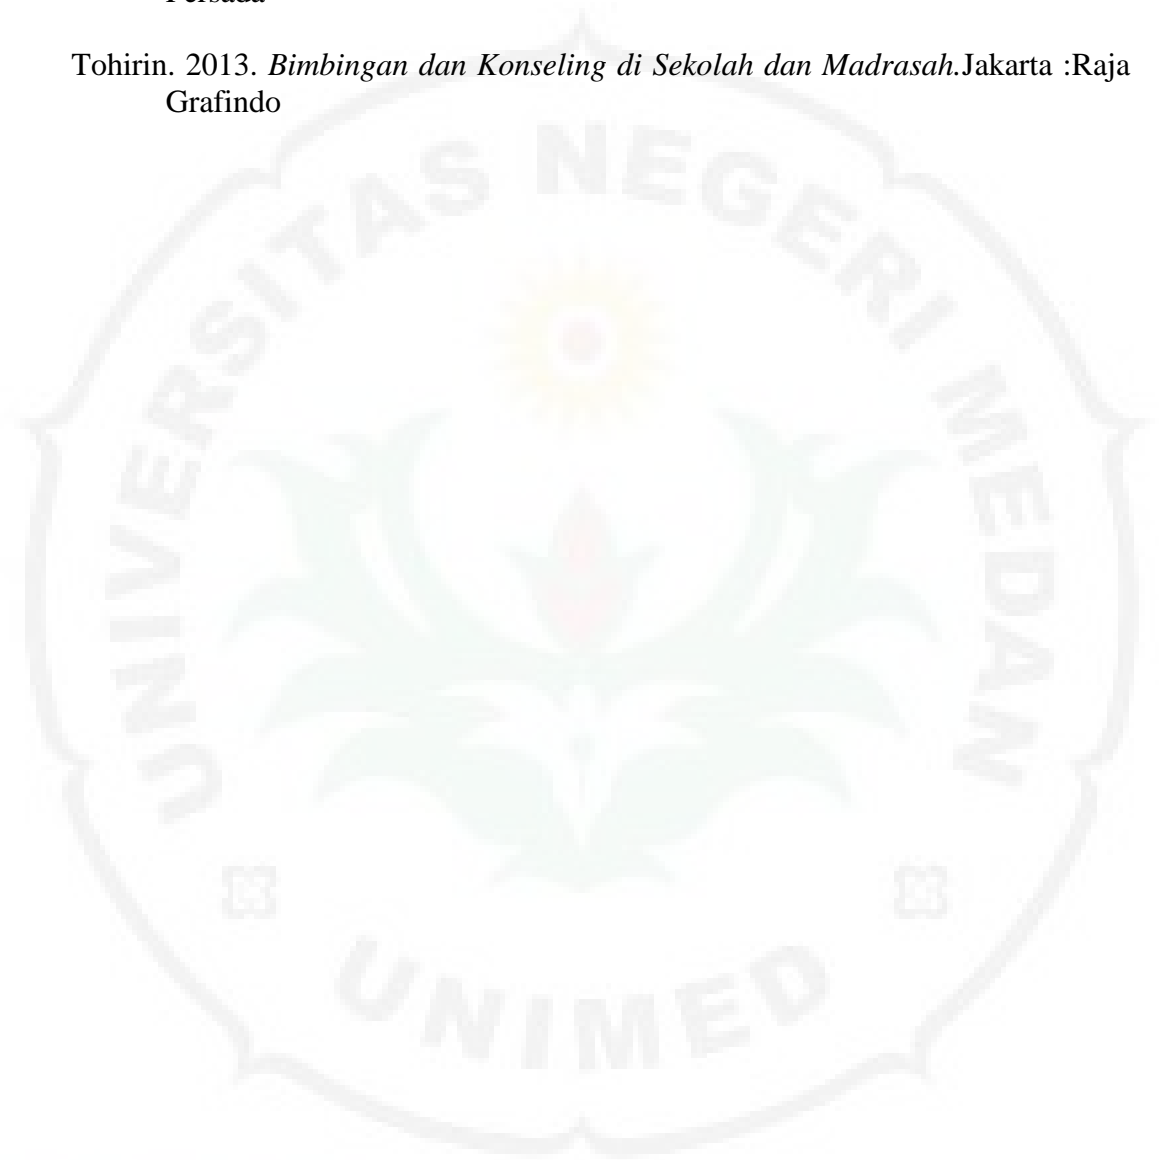 Persada
Tohirin. 2013. Bimbingan dan Konseling di Sekolah dan Madrasah.Jakarta :Raja
Grafindo
UNIVERSITAS NEGERI MEDAN
UNIMED